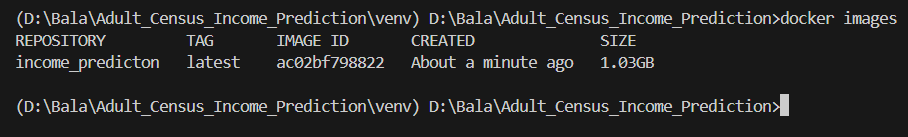 (D:\Bala\Adult_Census_Income_Prediction\venv) D:\Bala\Adult_Census_Income_Prediction>docker images
REPOSITORY TAG IMAGE ID CREATED SIZE
income_predicton latest ac02bf798822 About a minute ago 1.03GB
(D:\Bala\Adult_Census_Income_Prediction\venv) D:\Bala\Adult_Census_Income_Prediction>